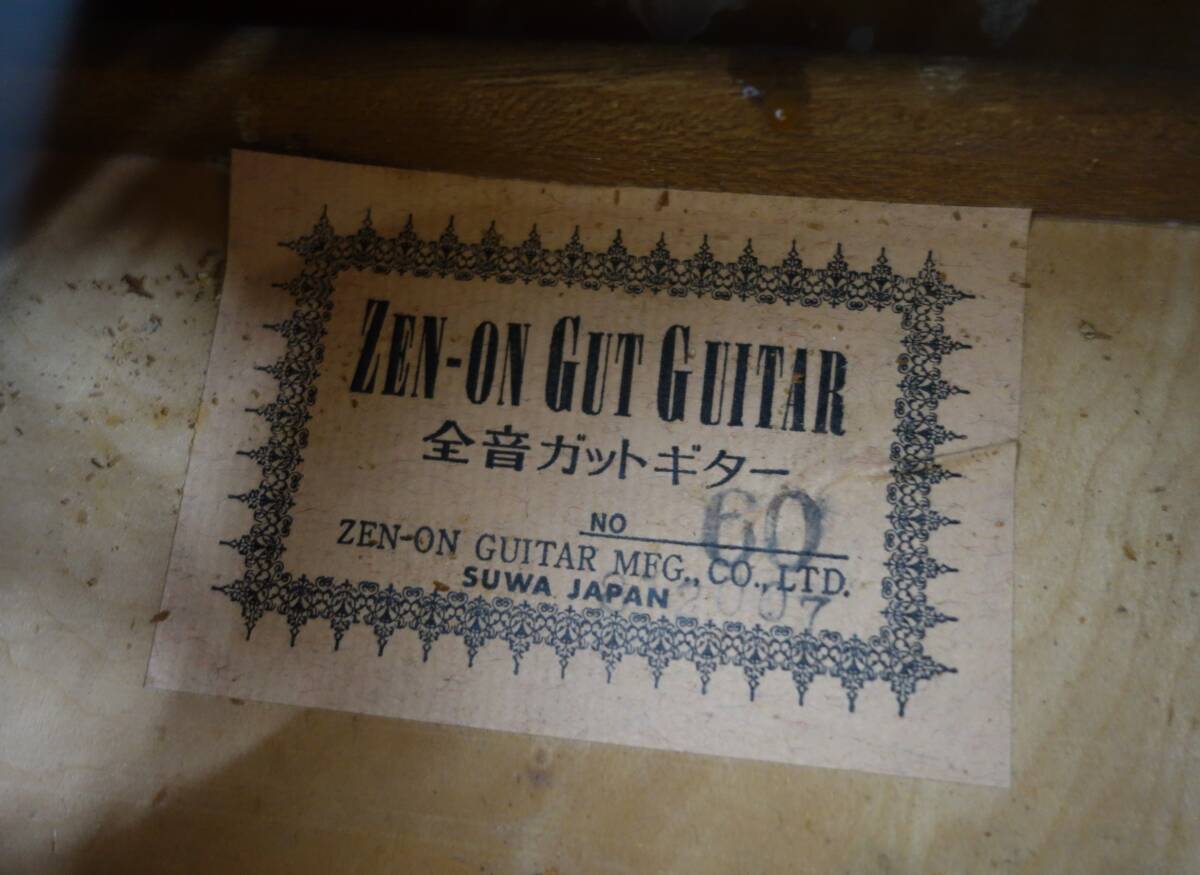 ZEN-ON GUT GUITAR
全音ガットギター
NO 60
ZEN-ON GUITAR MFG., CO., LTD.
SUWA JAPAN